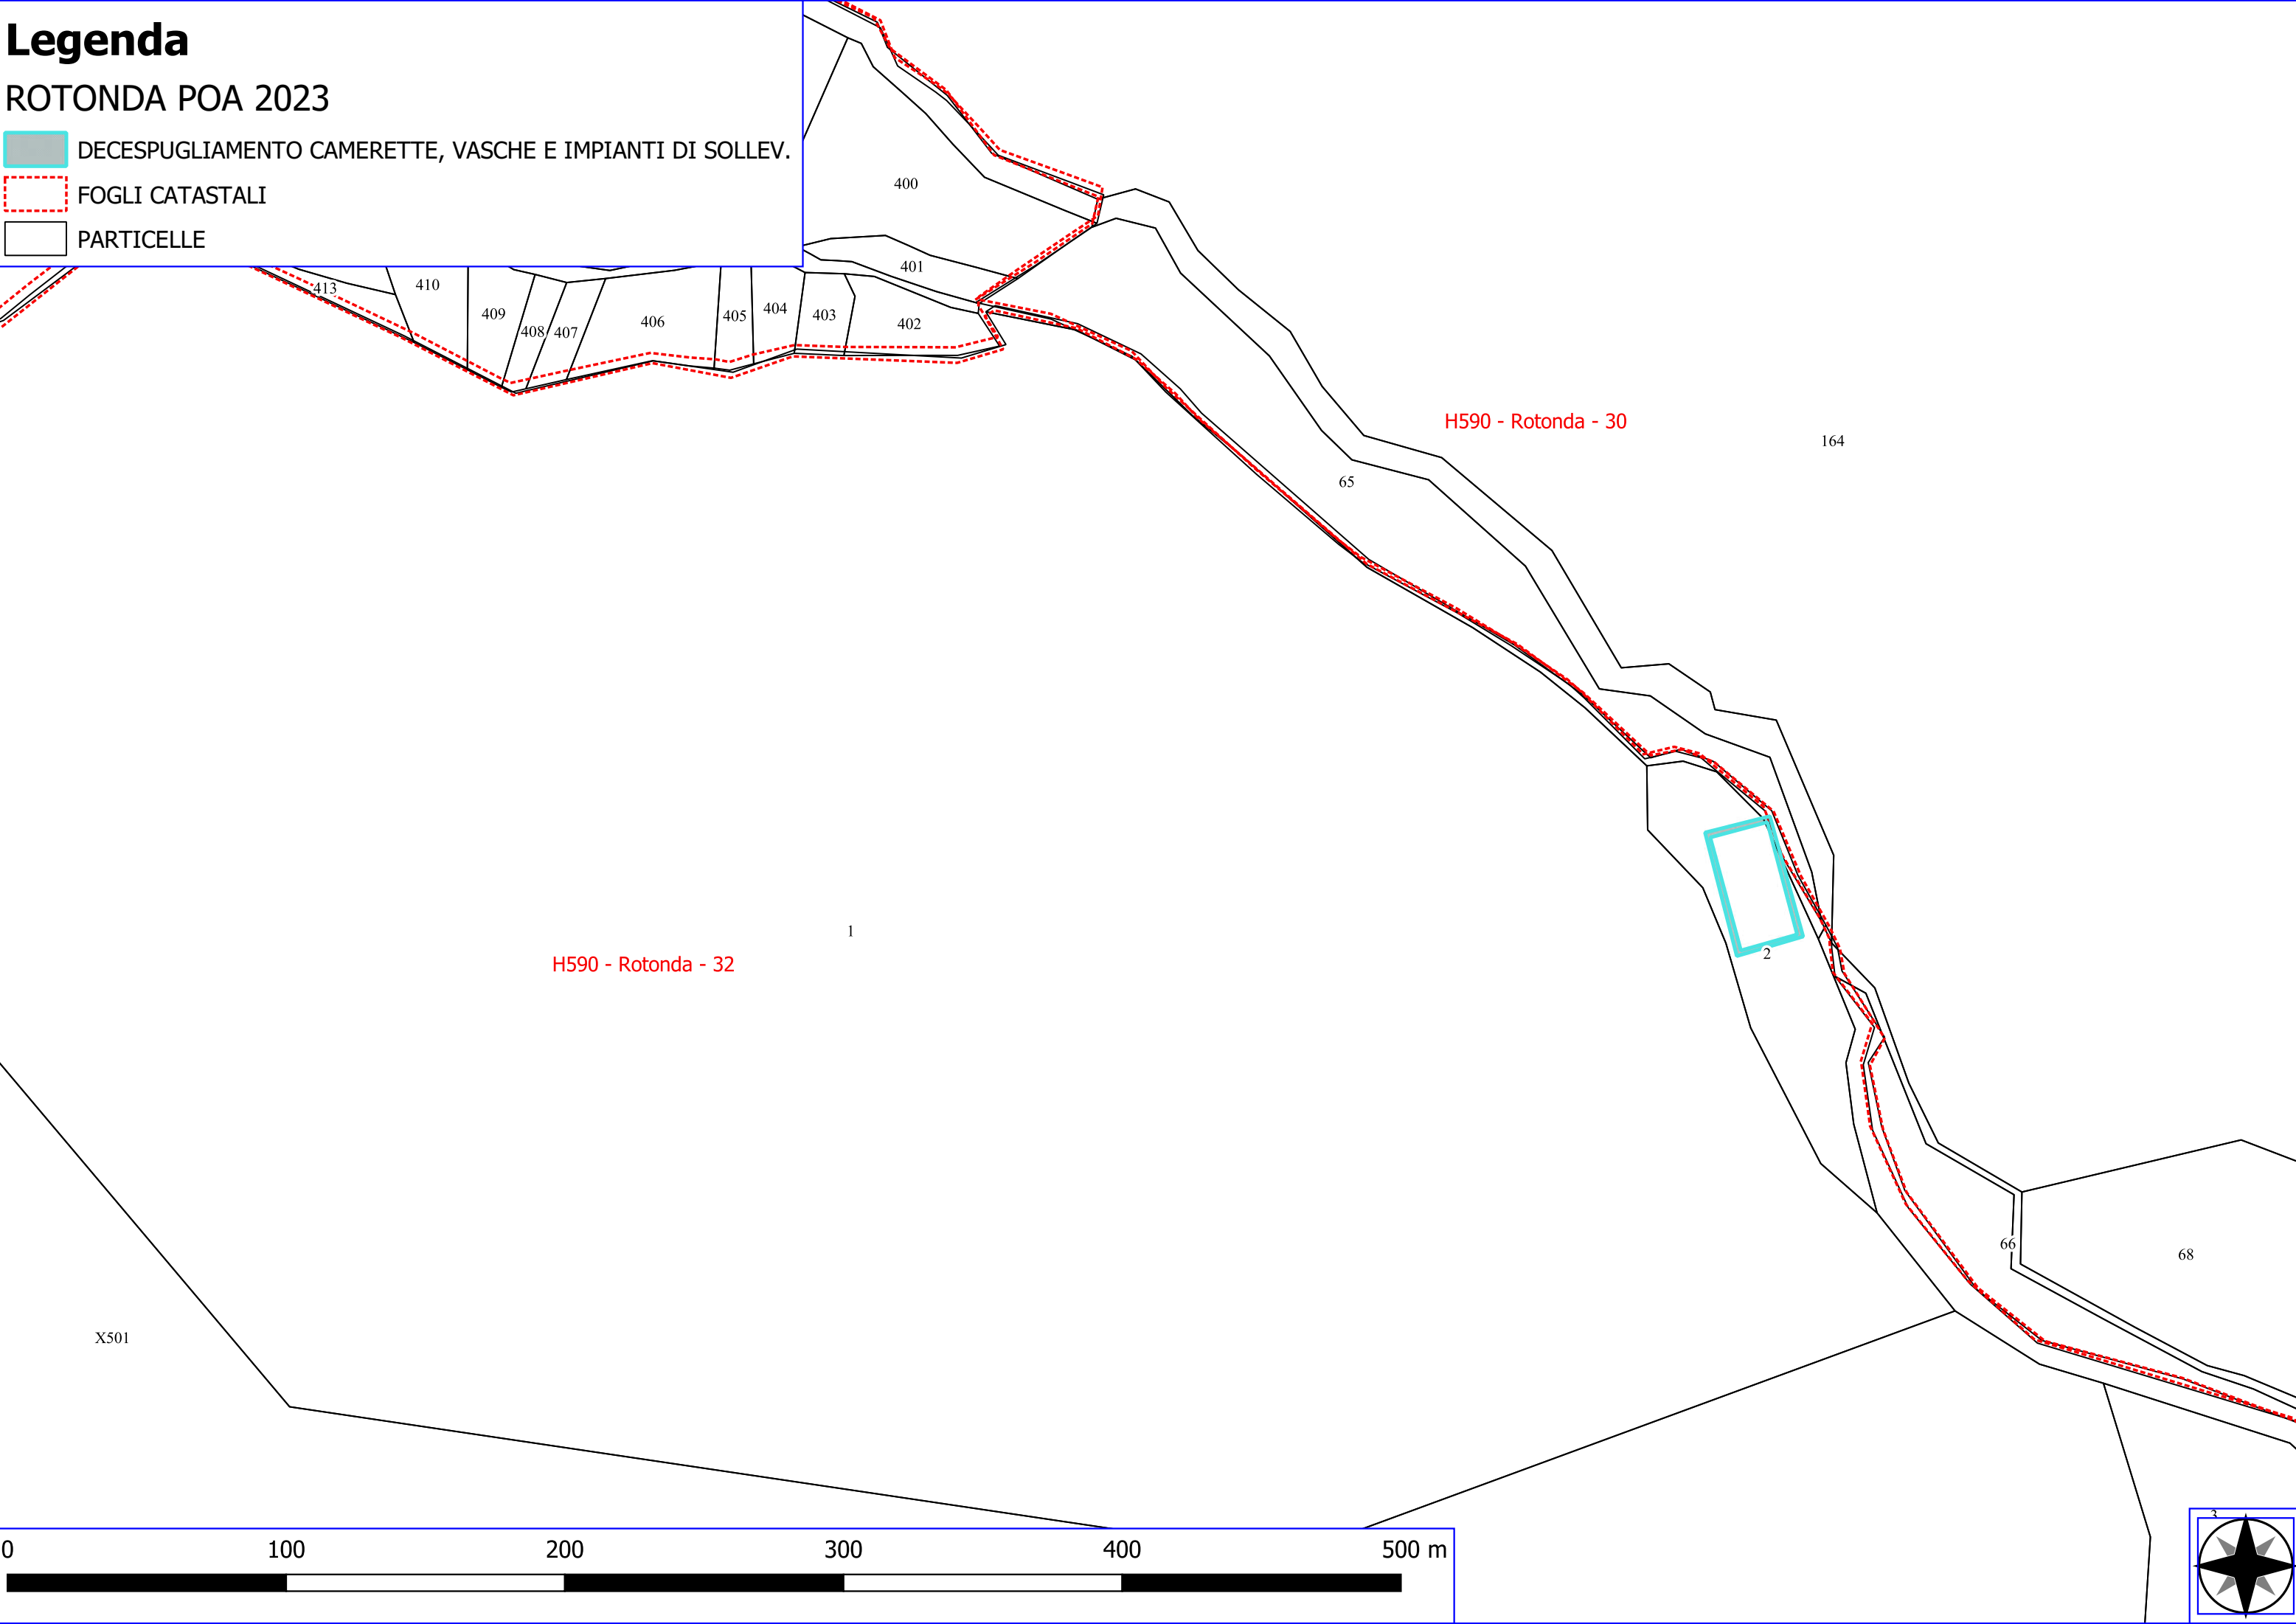 Legenda
ROTONDA POA 2023
DECESPUGLIAMENTO CAMERETTE, VASCHE E IMPIANTI DI SOLLEV.
FOGLI CATASTALI
PARTICELLE
400
401
413
410
409
408
407
406
405
404
403
402
H590 - Rotonda - 30
164
65
1
H590 - Rotonda - 32
2
66
68
X501
3
0 100 200 300 400 500 m